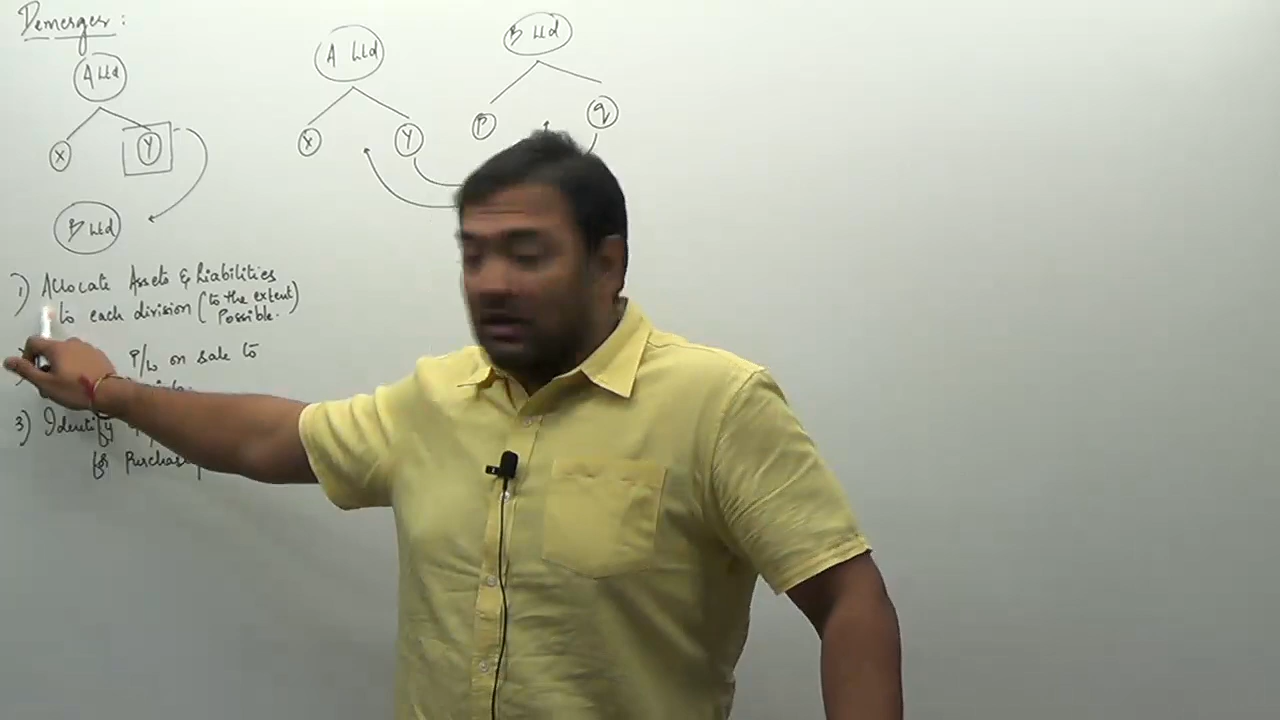 Demerger:
A Ltd
X
Y
B Ltd
A Ltd
X
Y
B Ltd
P
q
1) Allocate Assets & Liabilities
to each division (to the extent)
Possible.
P/L on sale to
3) Identify
for Purchase